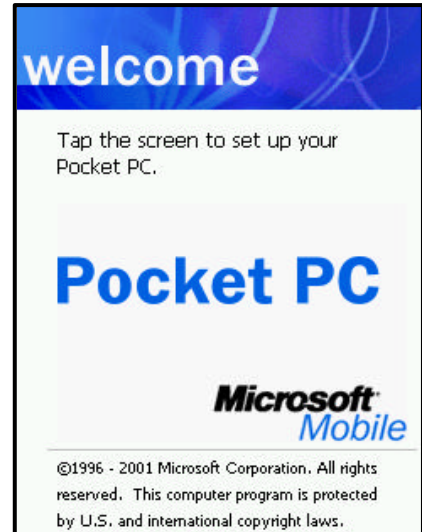 welcome
Tap the screen to set up your
Pocket PC.
Pocket PC
Microsoft
Mobile
©1996 - 2001 Microsoft Corporation. All rights
reserved. This computer program is protected
by U.S. and international copyright laws.